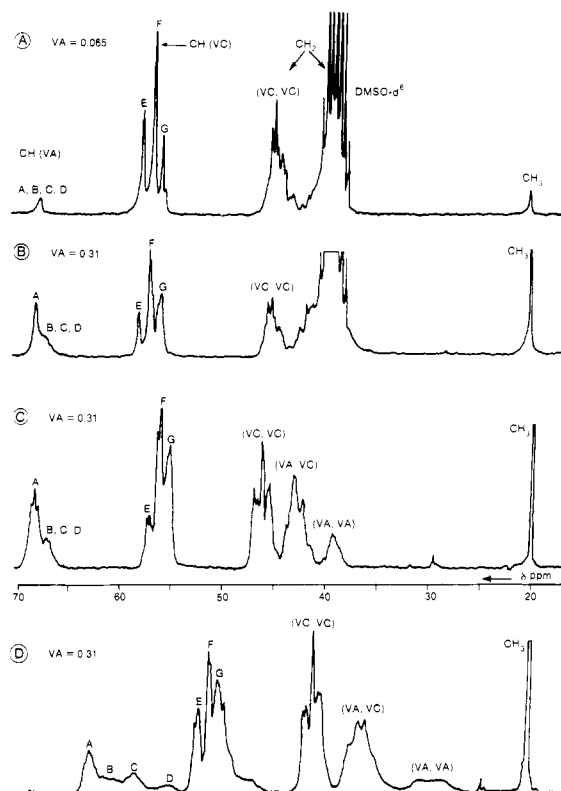 A VA = 0.065
F
CH (VC)
CH2
(VC, VC)
DMSO-d6
E
G
CH (VA)
A, B, C, D
CH3
B VA = 0.31
F
CH3
A
B, C, D
E
G
(VC, VC)
C VA = 0.31
F
CH3
G
(VC, VC)
(VA, VC)
A
B, C, D
E
(VA, VA)
70 60 50 40 30 20
δ ppm
D VA = 0.31
(VC, VC)
F
CH3
G
E
(VA, VC)
A
B
C
D
(VA, VA)